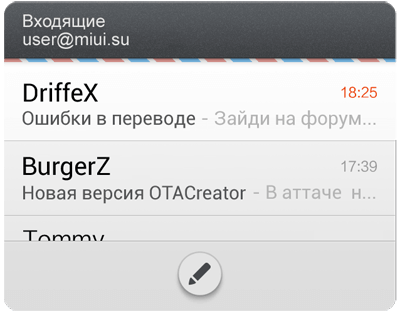 Входящие
user@miui.su
DriffeX 18:25
Ошибки в переводе - Зайди на форум...
BurgerZ 17:39
Новая версия OTACreator - В аттаче н...
Tommy